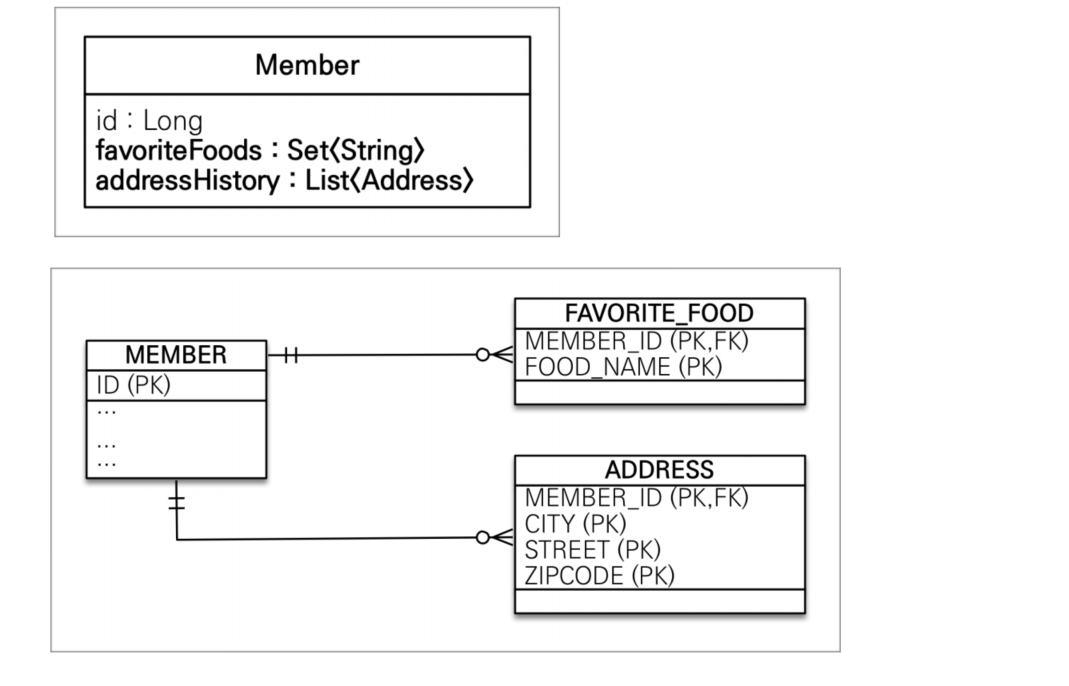 Member
id : Long
favoriteFoods : Set<String>
addressHistory : List<Address>
MEMBER
ID (PK)
...
...
...
FAVORITE_FOOD
MEMBER_ID (PK,FK)
FOOD_NAME (PK)
ADDRESS
MEMBER_ID (PK,FK)
CITY (PK)
STREET (PK)
ZIPCODE (PK)